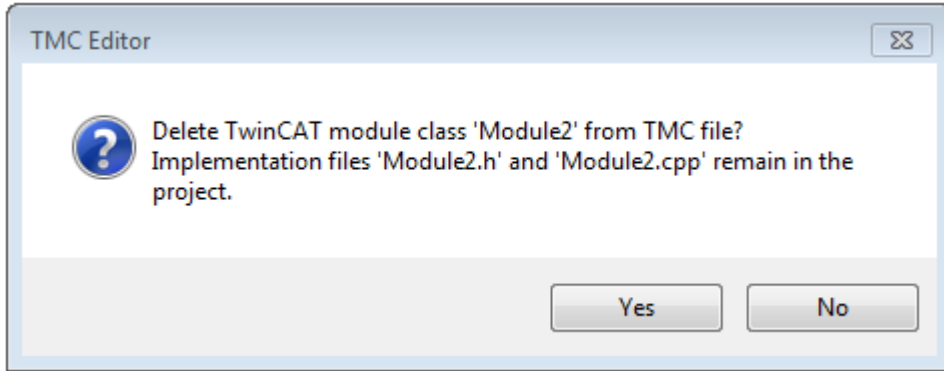 TMC Editor
Delete TwinCAT module class 'Module2' from TMC file?
Implementation files 'Module2.h' and 'Module2.cpp' remain in the
project.
Yes
No